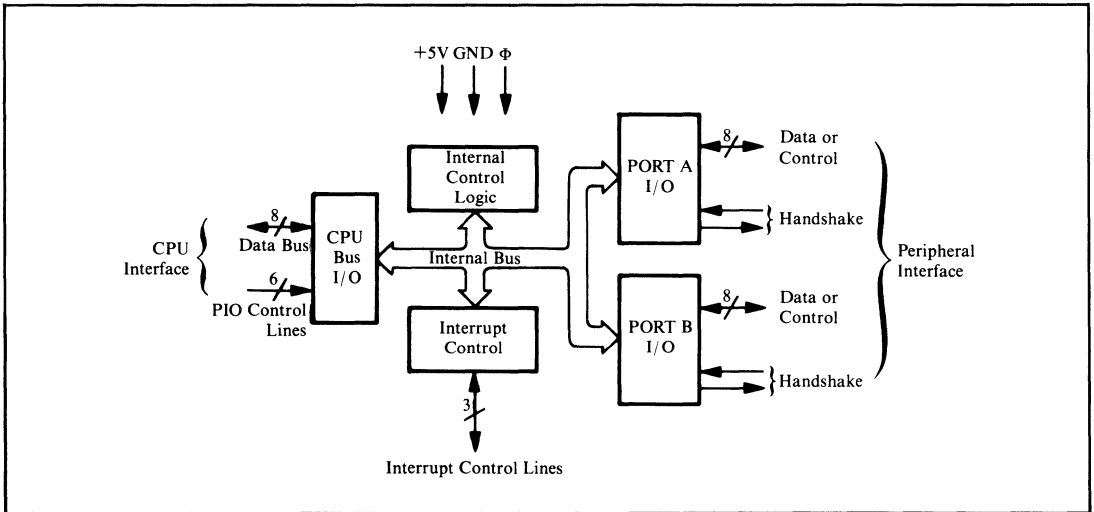 +5V GND Φ
Internal
Control
Logic
CPU
Interface
8
Data Bus
6
PIO Control
Lines
CPU
Bus
I/O
Internal Bus
Interrupt
Control
3
Interrupt Control Lines
PORT A
I/O
8
Data or
Control
Handshake
PORT B
I/O
8
Data or
Control
Handshake
Peripheral
Interface